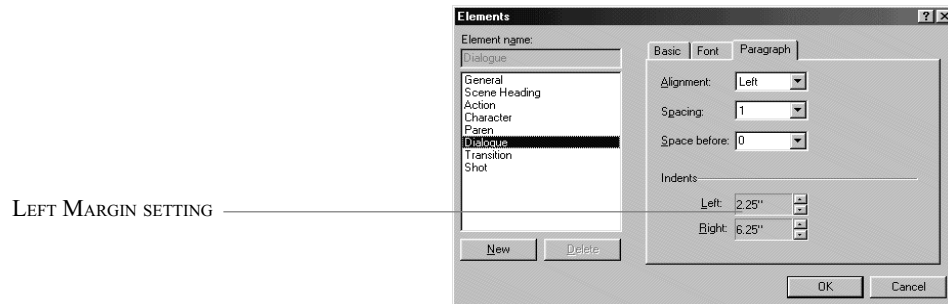 Elements
Element name:
Dialogue
General
Scene Heading
Action
Character
Paren
Dialogue
Transition
Shot
New Delete
Basic Font Paragraph
Alignment: Left
Spacing: 1
Space before: 0
Indents
Left: 2.25"
Right: 6.25"
OK Cancel
LEFT MARGIN SETTING